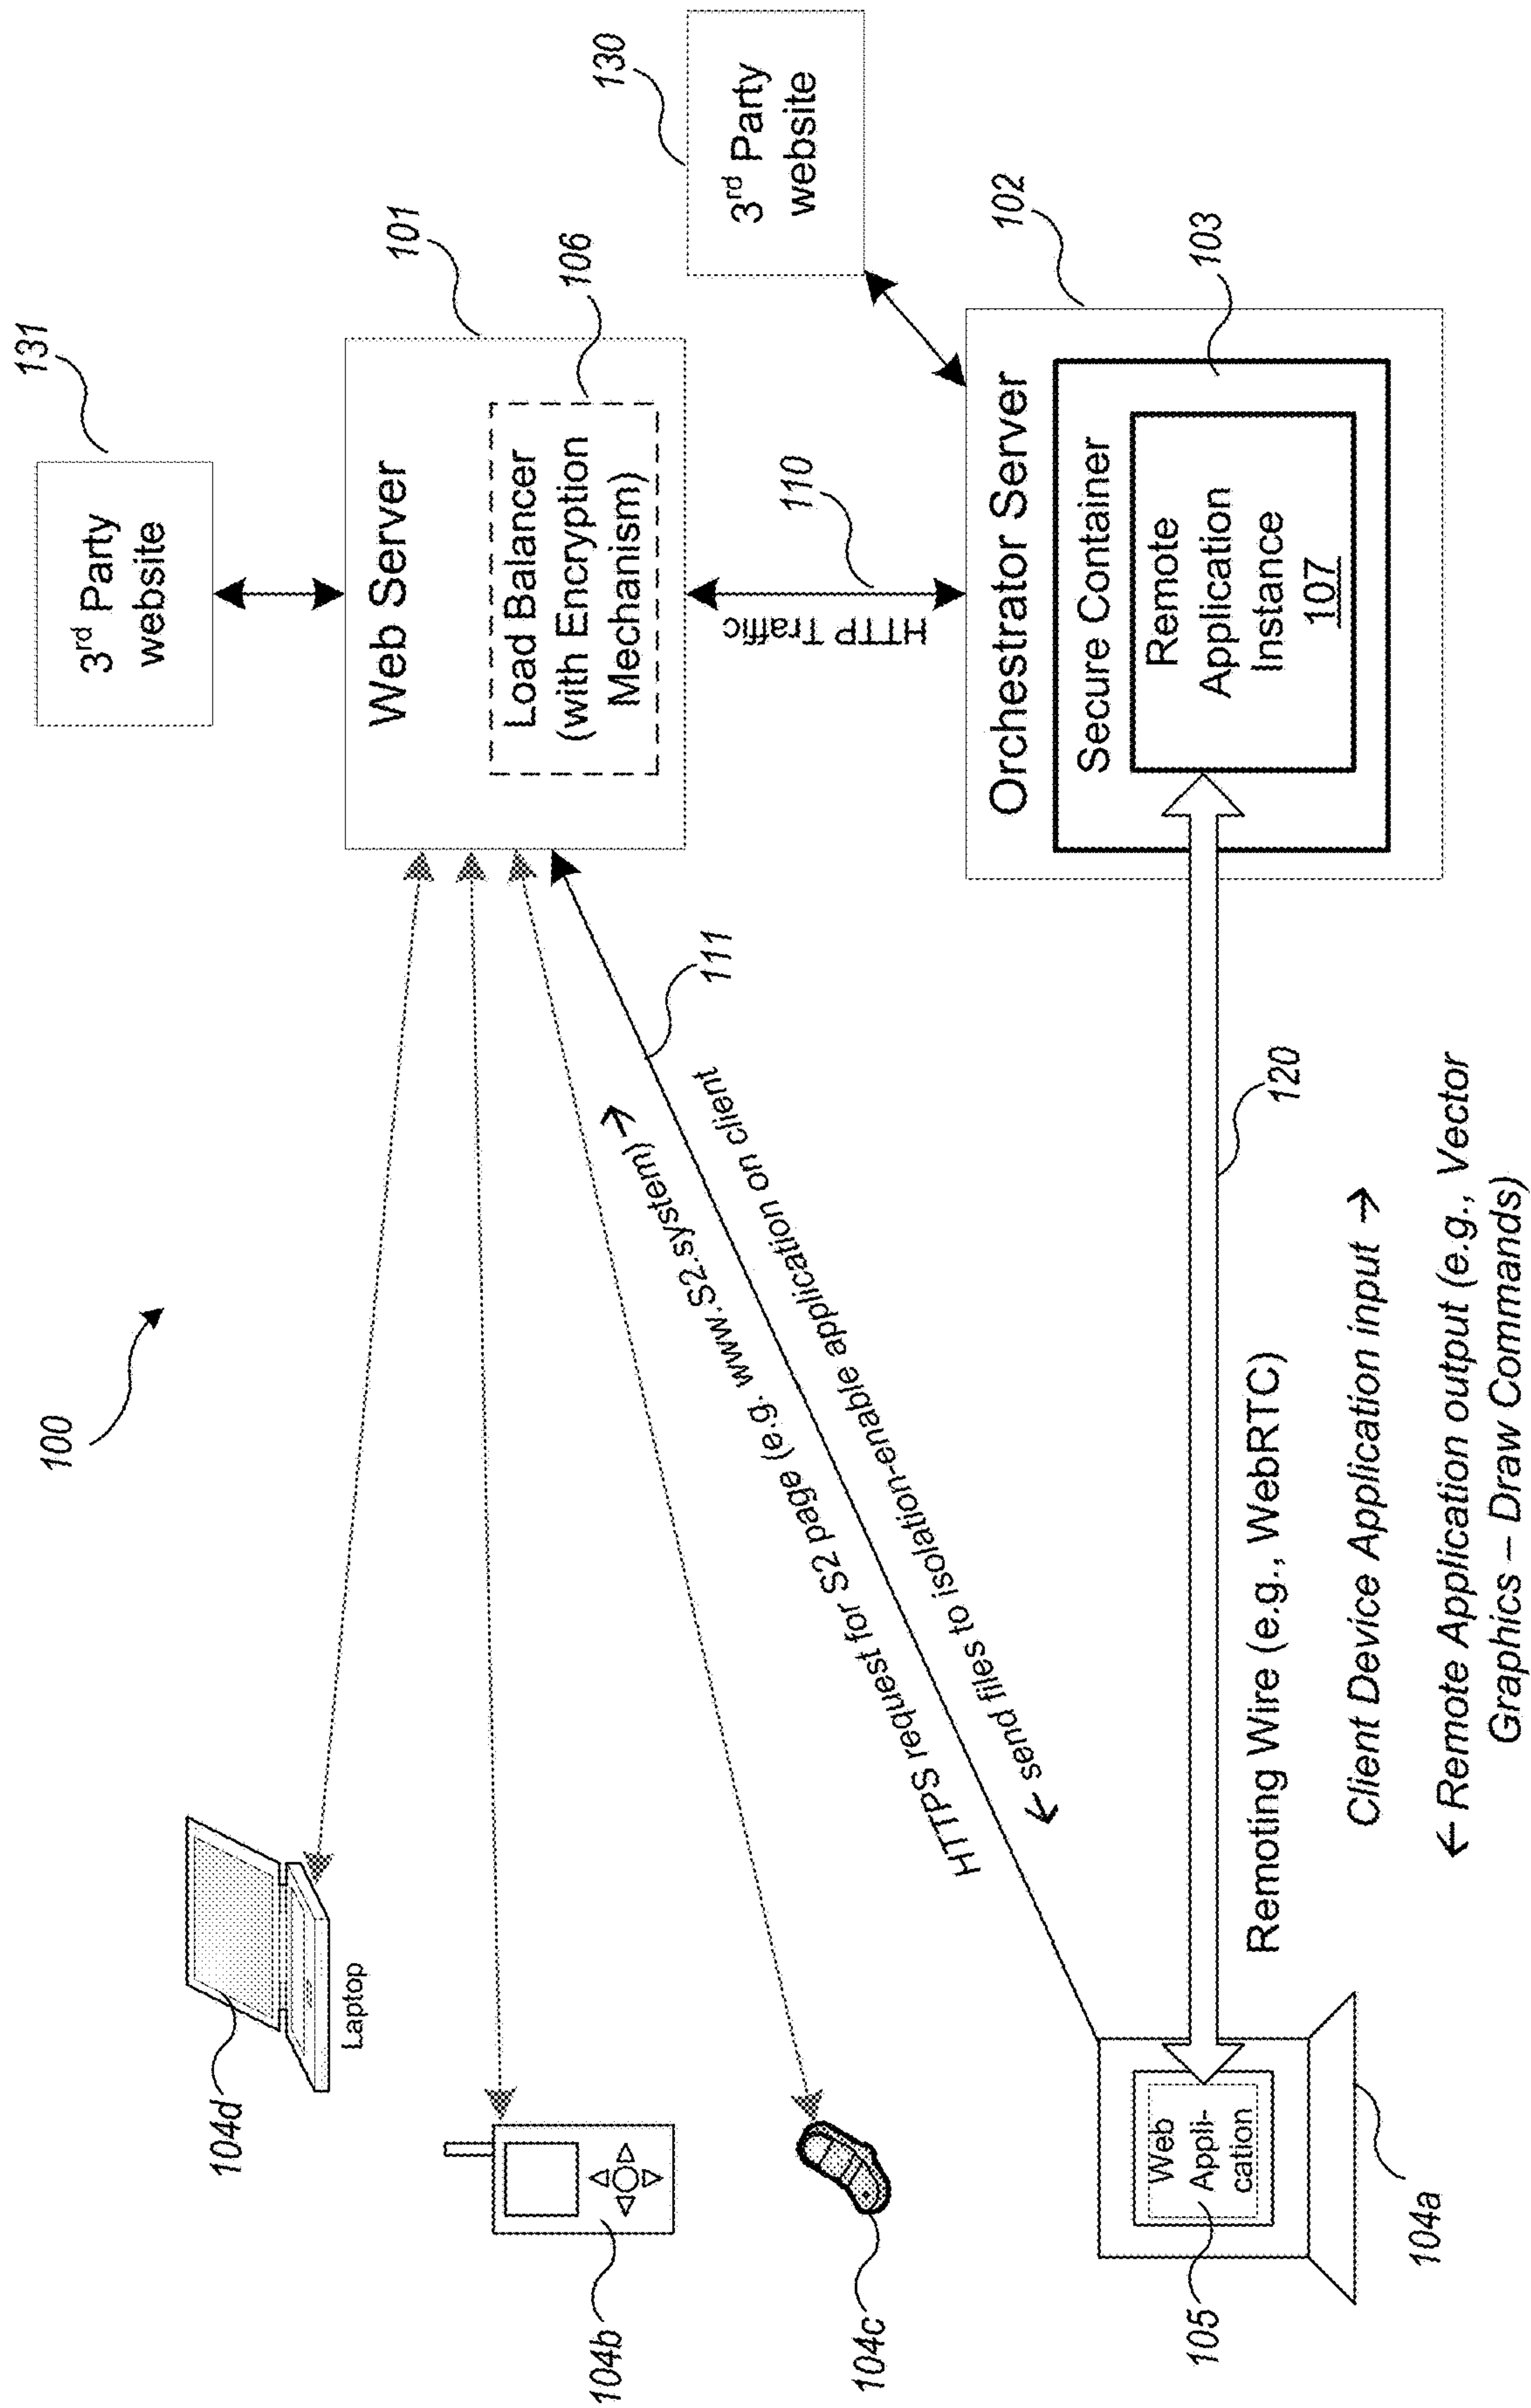 100
131
3rd Party
website
101
Web Server
106
Load Balancer
(with Encryption
Mechanism)
130
3rd Party
website
110
HTTP Traffic
102
Orchestrator Server
103
Secure Container
Remote
Application
Instance
107
104d
Laptop
104b
104c
111
HTTPS request for S2 page (e.g. www.S2.system) →
← send files to isolation-enable application on client
105
Web
Appli-
cation
104a
120
Remoting Wire (e.g., WebRTC)
Client Device Application input →
← Remote Application output (e.g., Vector
Graphics – Draw Commands)